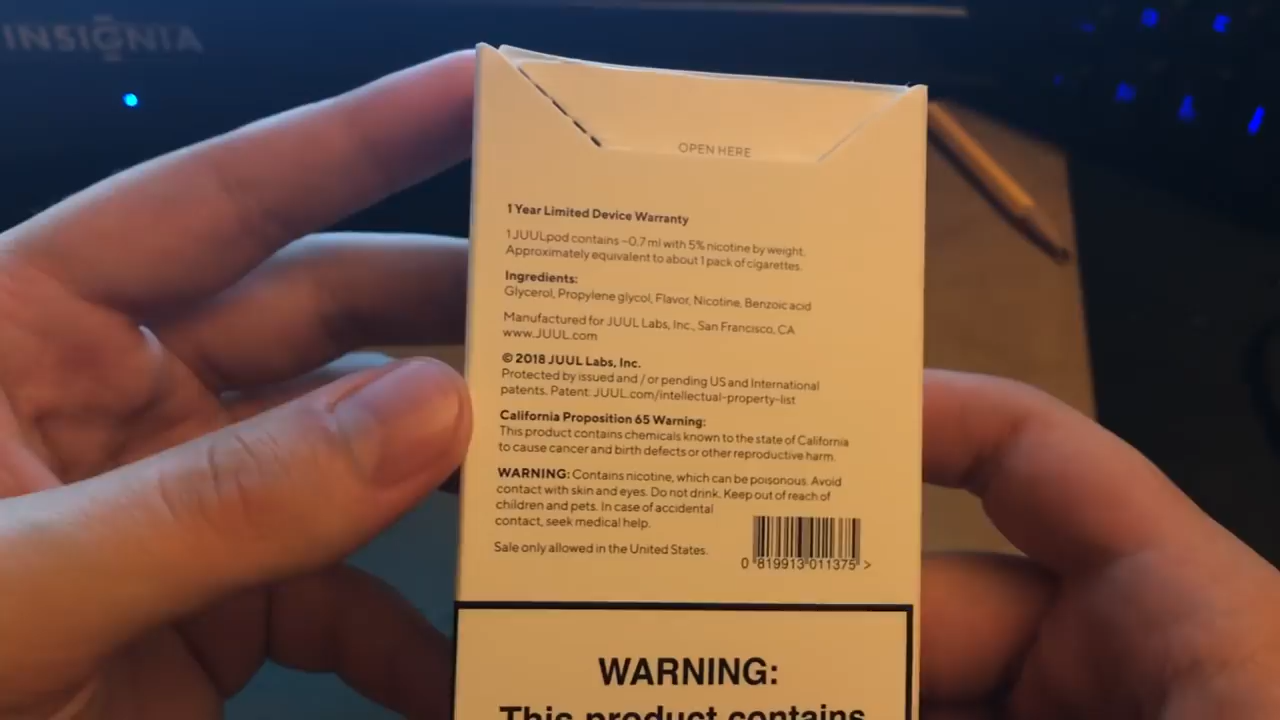 INSIGNIA
OPEN HERE
1 Year Limited Device Warranty
1 JUULpod contains ~0.7 ml with 5% nicotine by weight.
Approximately equivalent to about 1 pack of cigarettes.
Ingredients:
Glycerol, Propylene glycol, Flavor, Nicotine, Benzoic acid
Manufactured for JUUL Labs, Inc., San Francisco, CA
www.JUUL.com
© 2018 JUUL Labs, Inc.
Protected by issued and / or pending US and International
patents. Patent: JUUL.com/intellectual-property-list
California Proposition 65 Warning:
This product contains chemicals known to the state of California
to cause cancer and birth defects or other reproductive harm.
WARNING: Contains nicotine, which can be poisonous. Avoid
contact with skin and eyes. Do not drink. Keep out of reach of
children and pets. In case of accidental
contact, seek medical help.
Sale only allowed in the United States.
0 819913 011375 >
WARNING:
This product contains